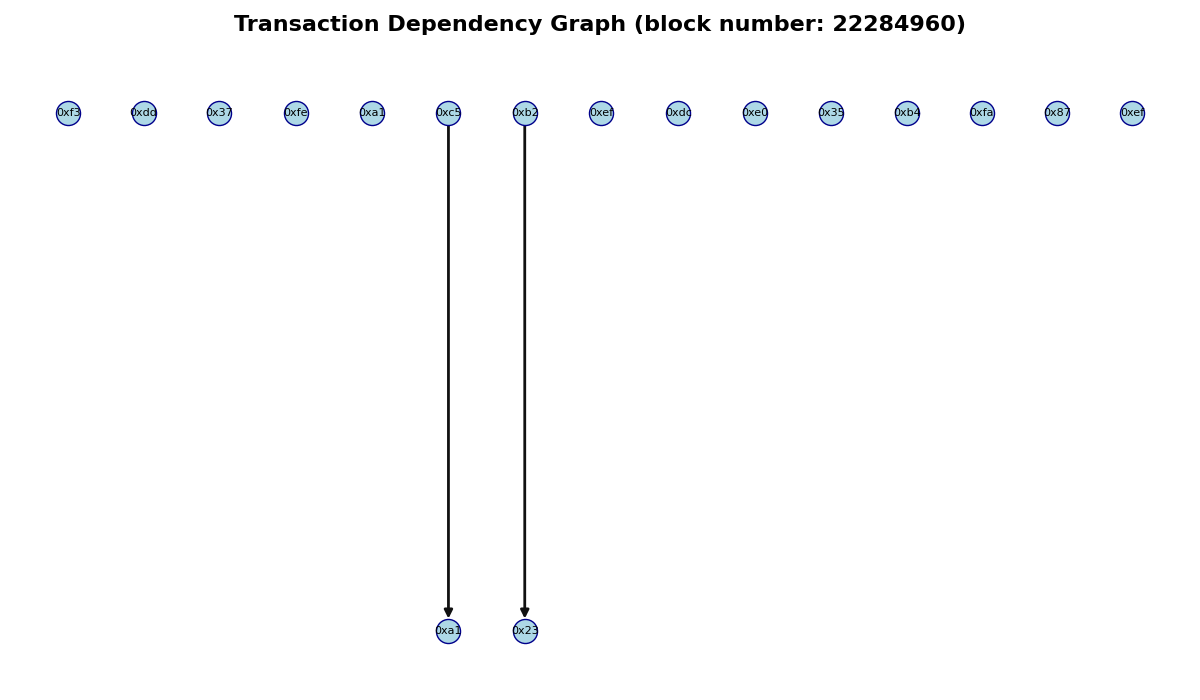 Transaction Dependency Graph (block number: 22284960)
0xf3 0xdd 0x37 0xfe 0xa1 0xc5 0xb2 0xef 0xdc 0xe0 0x35 0xb4 0xfa 0x87 0xef
0xa1 0x23